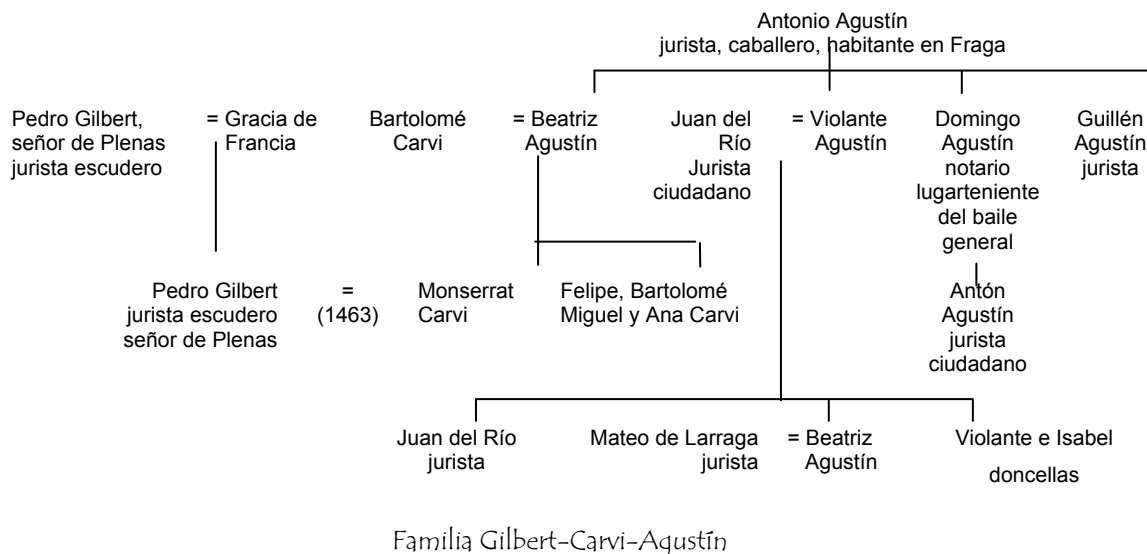 Antonio Agustín
jurista, caballero, habitante en Fraga
Pedro Gilbert,
señor de Plenas
jurista escudero
= Gracia de
Francia
Bartolomé
Carvi
= Beatriz
Agustín
Juan del
Río
Jurista
ciudadano
= Violante
Agustín
Domingo
Agustín
notario
lugarteniente
del baile
general
Guillén
Agustín
jurista
Pedro Gilbert
jurista escudero
señor de Plenas
=
(1463)
Monserrat
Carvi
Felipe, Bartolomé
Miguel y Ana Carvi
Antón
Agustín
jurista
ciudadano
Juan del Río
jurista
Mateo de Larraga
jurista
= Beatriz
Agustín
Violante e Isabel
doncellas
Familia Gilbert-Carvi-Agustín